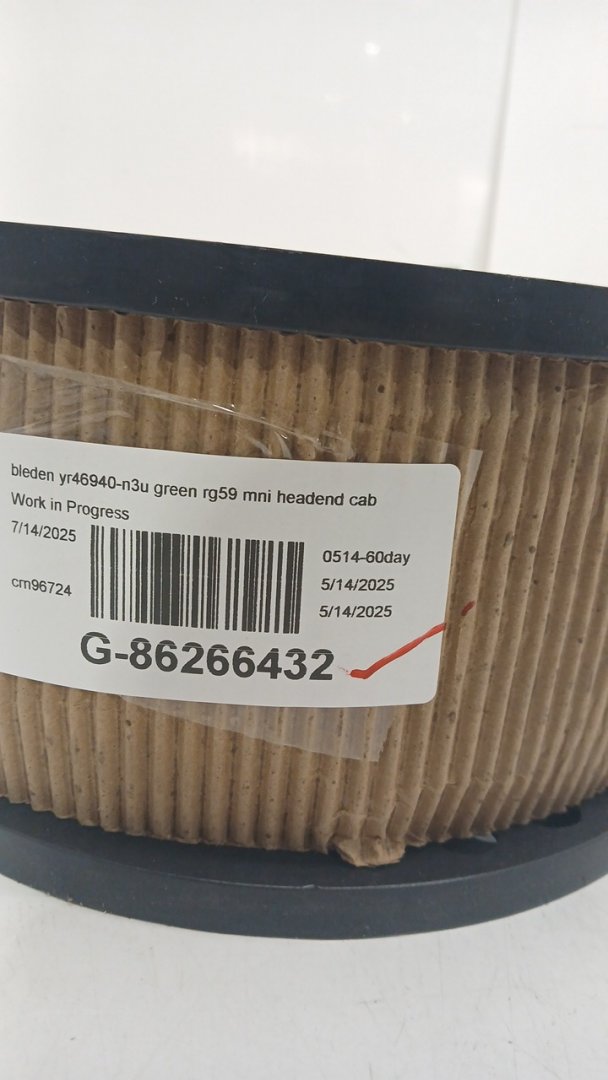 bleden yr46940-n3u green rg59 mni headend cab
Work in Progress
7/14/2025
0514-60day
cm96724
5/14/2025
5/14/2025
G-86266432